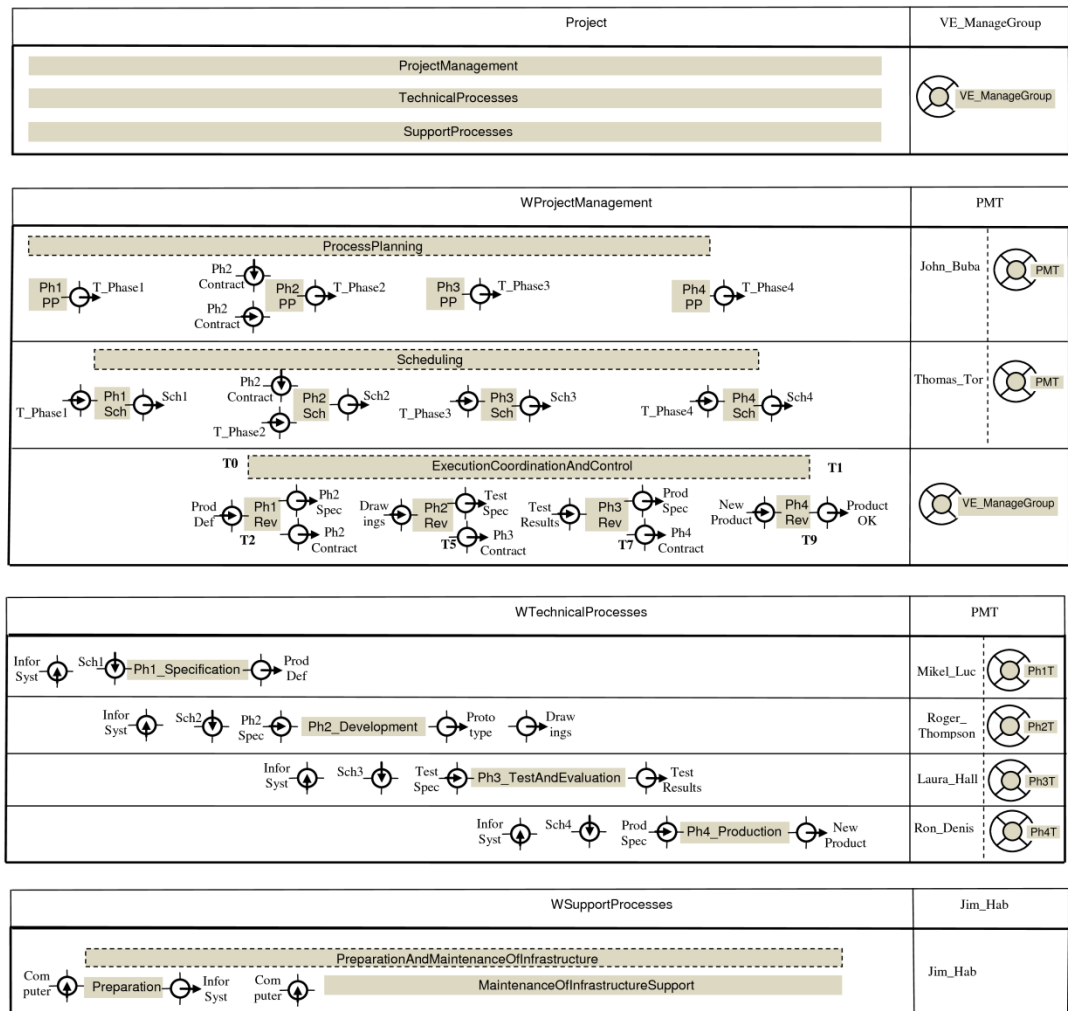 Project
VE_ManageGroup
ProjectManagement
TechnicalProcesses
SupportProcesses
VE_ManageGroup
WProjectManagement
PMT
ProcessPlanning
John_Buba
PMT
Ph1
PP
T_Phase1
Ph2
Contract
Ph2
Contract
Ph2
PP
T_Phase2
Ph3
PP
T_Phase3
Ph4
PP
T_Phase4
Scheduling
Thomas_Tor
PMT
T_Phase1
Ph1
Sch
Sch1
Ph2
Contract
T_Phase2
Ph2
Sch
Sch2
T_Phase3
Ph3
Sch
Sch3
T_Phase4
Ph4
Sch
Sch4
T0
ExecutionCoordinationAndControl
T1
VE_ManageGroup
Prod
Def
Ph1
Rev
Ph2
Spec
Ph2
Contract
T2
Draw
ings
Ph2
Rev
Test
Spec
Ph3
Contract
T5
Test
Results
Ph3
Rev
Prod
Spec
Ph4
Contract
T7
New
Product
Ph4
Rev
Product
OK
T9
WTechnicalProcesses
PMT
Infor
Syst
Sch1
Ph1_Specification
Prod
Def
Mikel_Luc
Ph1T
Infor
Syst
Sch2
Ph2
Spec
Ph2_Development
Proto
type
Draw
ings
Roger_
Thompson
Ph2T
Infor
Syst
Sch3
Test
Spec
Ph3_TestAndEvaluation
Test
Results
Laura_Hall
Ph3T
Infor
Syst
Sch4
Prod
Spec
Ph4_Production
New
Product
Ron_Denis
Ph4T
WSupportProcesses
Jim_Hab
PreparationAndMaintenanceOfInfrastructure
Com
puter
Preparation
Infor
Syst
Com
puter
MaintenanceOfInfrastructureSupport
Jim_Hab